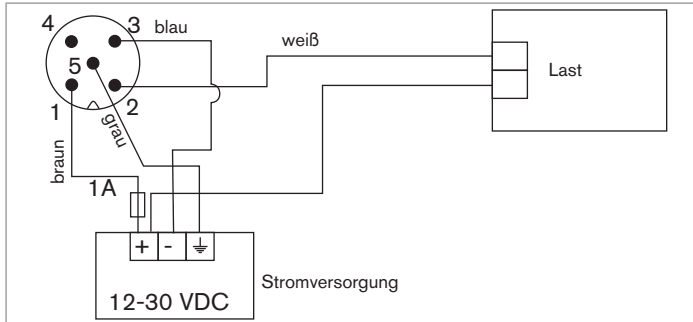 4
3
blau
weiß
5
Last
1
2
grau
braun
1A
+ -
Stromversorgung
12-30 VDC